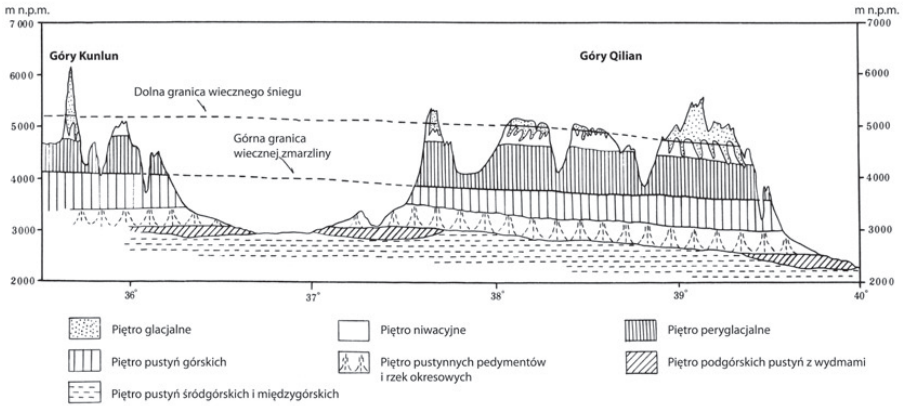 m n.p.m. m n.p.m.
7 000 7000
Góry Kunlun Góry Qilian
6000 6000
Dolna granica wiecznego śniegu
5000 5000
Górna granica
wiecznej zmarzliny
4000 4000
3000 3000
2000 2000
36° 37° 38° 39° 40°
Piętro glacjalne Piętro niwacyjne Piętro peryglacjalne
Piętro pustyń górskich Piętro pustynnych pedymentów Piętro podgórskich pustyń z wydmami
i rzek okresowych
Piętro pustyń śródgórskich i międzygórskich